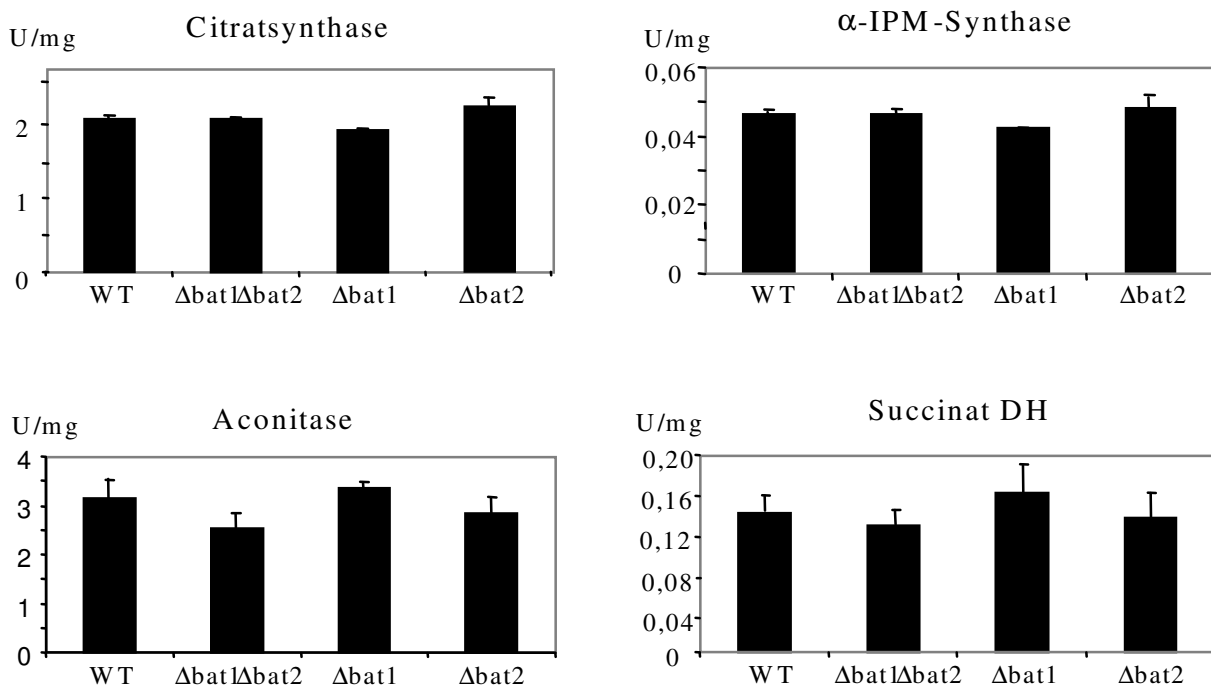 Citratsynthase
U/mg
2
1
0
WT Δbat1Δbat2 Δbat1 Δbat2
α-IPM-Synthase
U/mg
0,06
0,04
0,02
0
WT Δbat1Δbat2 Δbat1 Δbat2
Aconitase
U/mg
4
3
2
1
0
WT Δbat1Δbat2 Δbat1 Δbat2
Succinat DH
U/mg
0,20
0,16
0,12
0,08
0,04
0
WT Δbat1Δbat2 Δbat1 Δbat2